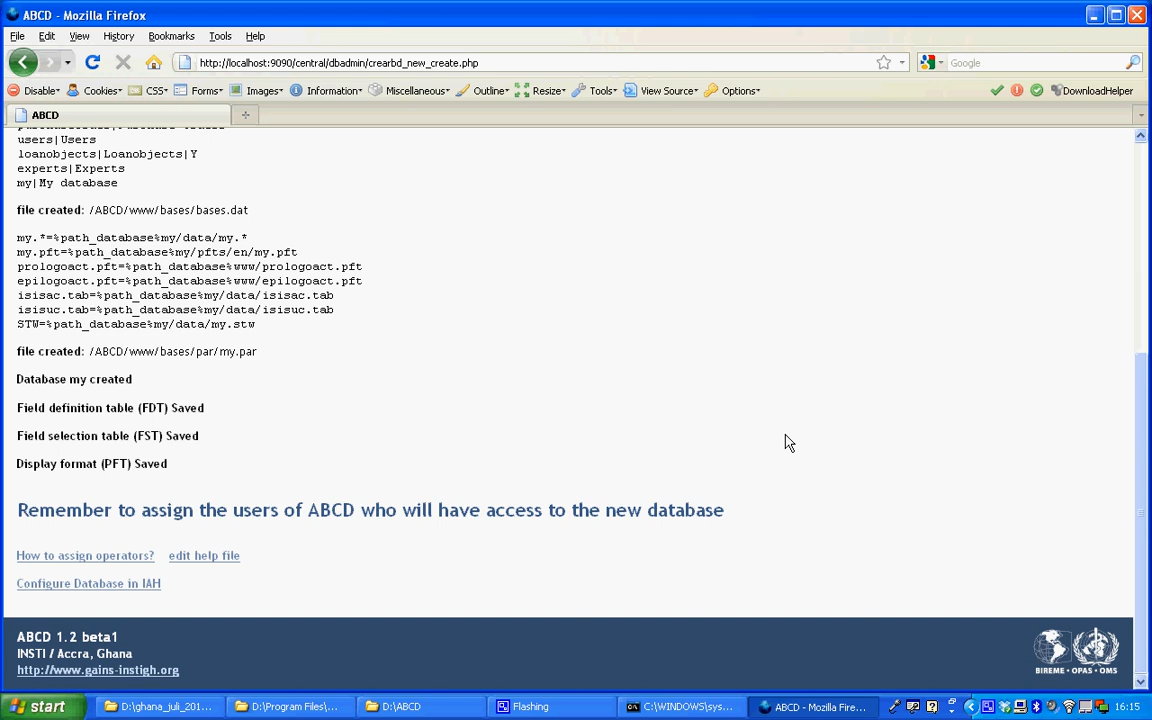 ABCD - Mozilla Firefox
File Edit View History Bookmarks Tools Help
http://localhost:9090/central/dbadmin/crearbd_new_create.php
Google
Disable Cookies CSS Forms Images Information Miscellaneous Outline Resize Tools View Source Options DownloadHelper
ABCD
users|Users
loanobjects|Loanobjects|Y
experts|Experts
my|My database
file created: /ABCD/www/bases/bases.dat
my.*=%path_database%my/data/my.*
my.pft=%path_database%my/pfts/en/my.pft
prologoact.pft=%path_database%www/prologoact.pft
epilogoact.pft=%path_database%www/epilogoact.pft
isisac.tab=%path_database%my/data/isisac.tab
isisuc.tab=%path_database%my/data/isisuc.tab
STW=%path_database%my/data/my.stw
file created: /ABCD/www/bases/par/my.par
Database my created
Field definition table (FDT) Saved
Field selection table (FST) Saved
Display format (PFT) Saved
Remember to assign the users of ABCD who will have access to the new database
How to assign operators? edit help file
Configure Database in IAH
ABCD 1.2 beta1
INSTI / Accra, Ghana
http://www.gains-instigh.org
BIREME • OPAS • OMS
start D:\ghana_juli_201... D:\Program Files\... D:\ABCD Flashing C:\WINDOWS\sys... ABCD - Mozilla Fire... 16:15